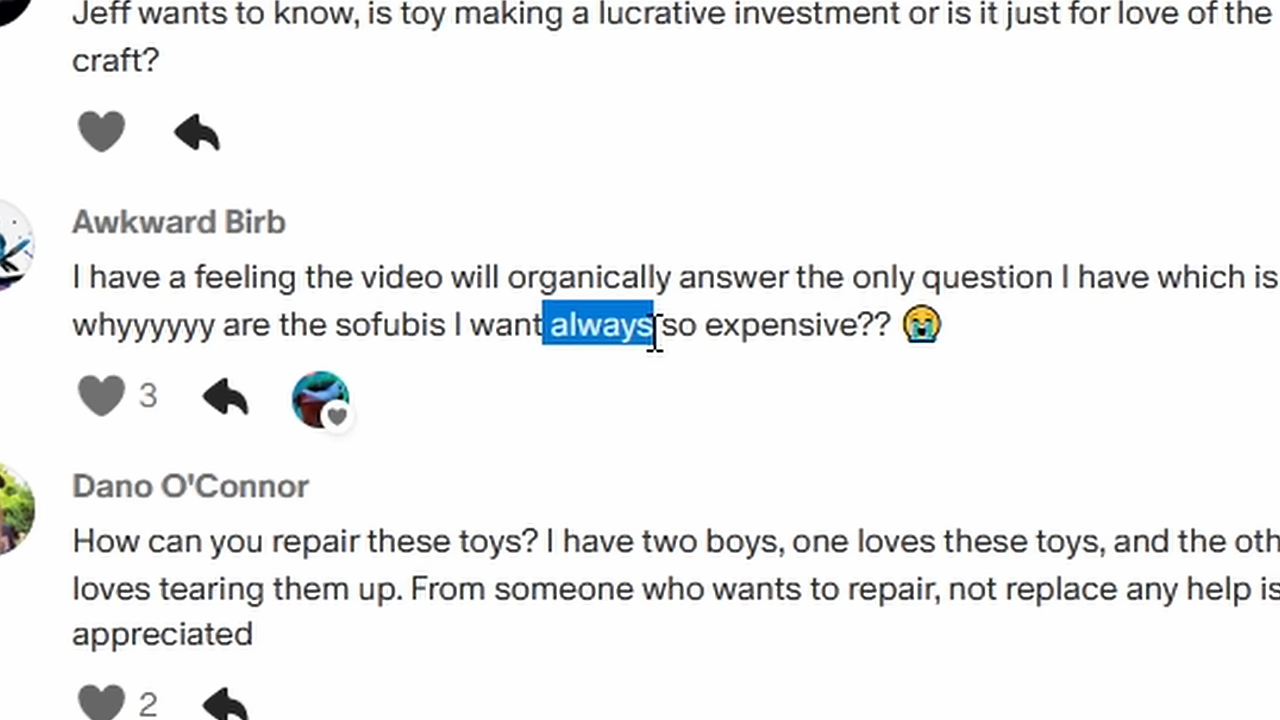 Jeff wants to know, is toy making a lucrative investment or is it just for love of the
craft?
Awkward Birb
I have a feeling the video will organically answer the only question I have which is
whyyyyyy are the sofubis I want always so expensive?? 😭
3
Dano O'Connor
How can you repair these toys? I have two boys, one loves these toys, and the oth
loves tearing them up. From someone who wants to repair, not replace any help is
appreciated
2